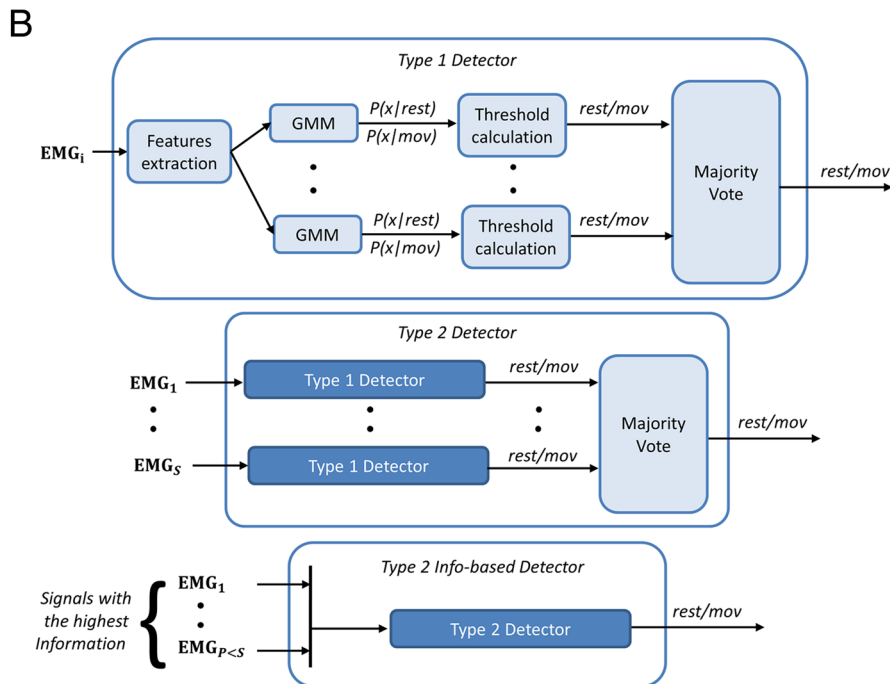 B
Type 1 Detector
EMGi
Features
extraction
GMM
P(x|rest)
P(x|mov)
Threshold
calculation
rest/mov
GMM
P(x|rest)
P(x|mov)
Threshold
calculation
rest/mov
Majority
Vote
rest/mov
Type 2 Detector
EMG1
Type 1 Detector
rest/mov
EMGS
Type 1 Detector
rest/mov
Majority
Vote
rest/mov
Type 2 Info-based Detector
Signals with
the highest
Information
EMG1
EMGP<S
Type 2 Detector
rest/mov